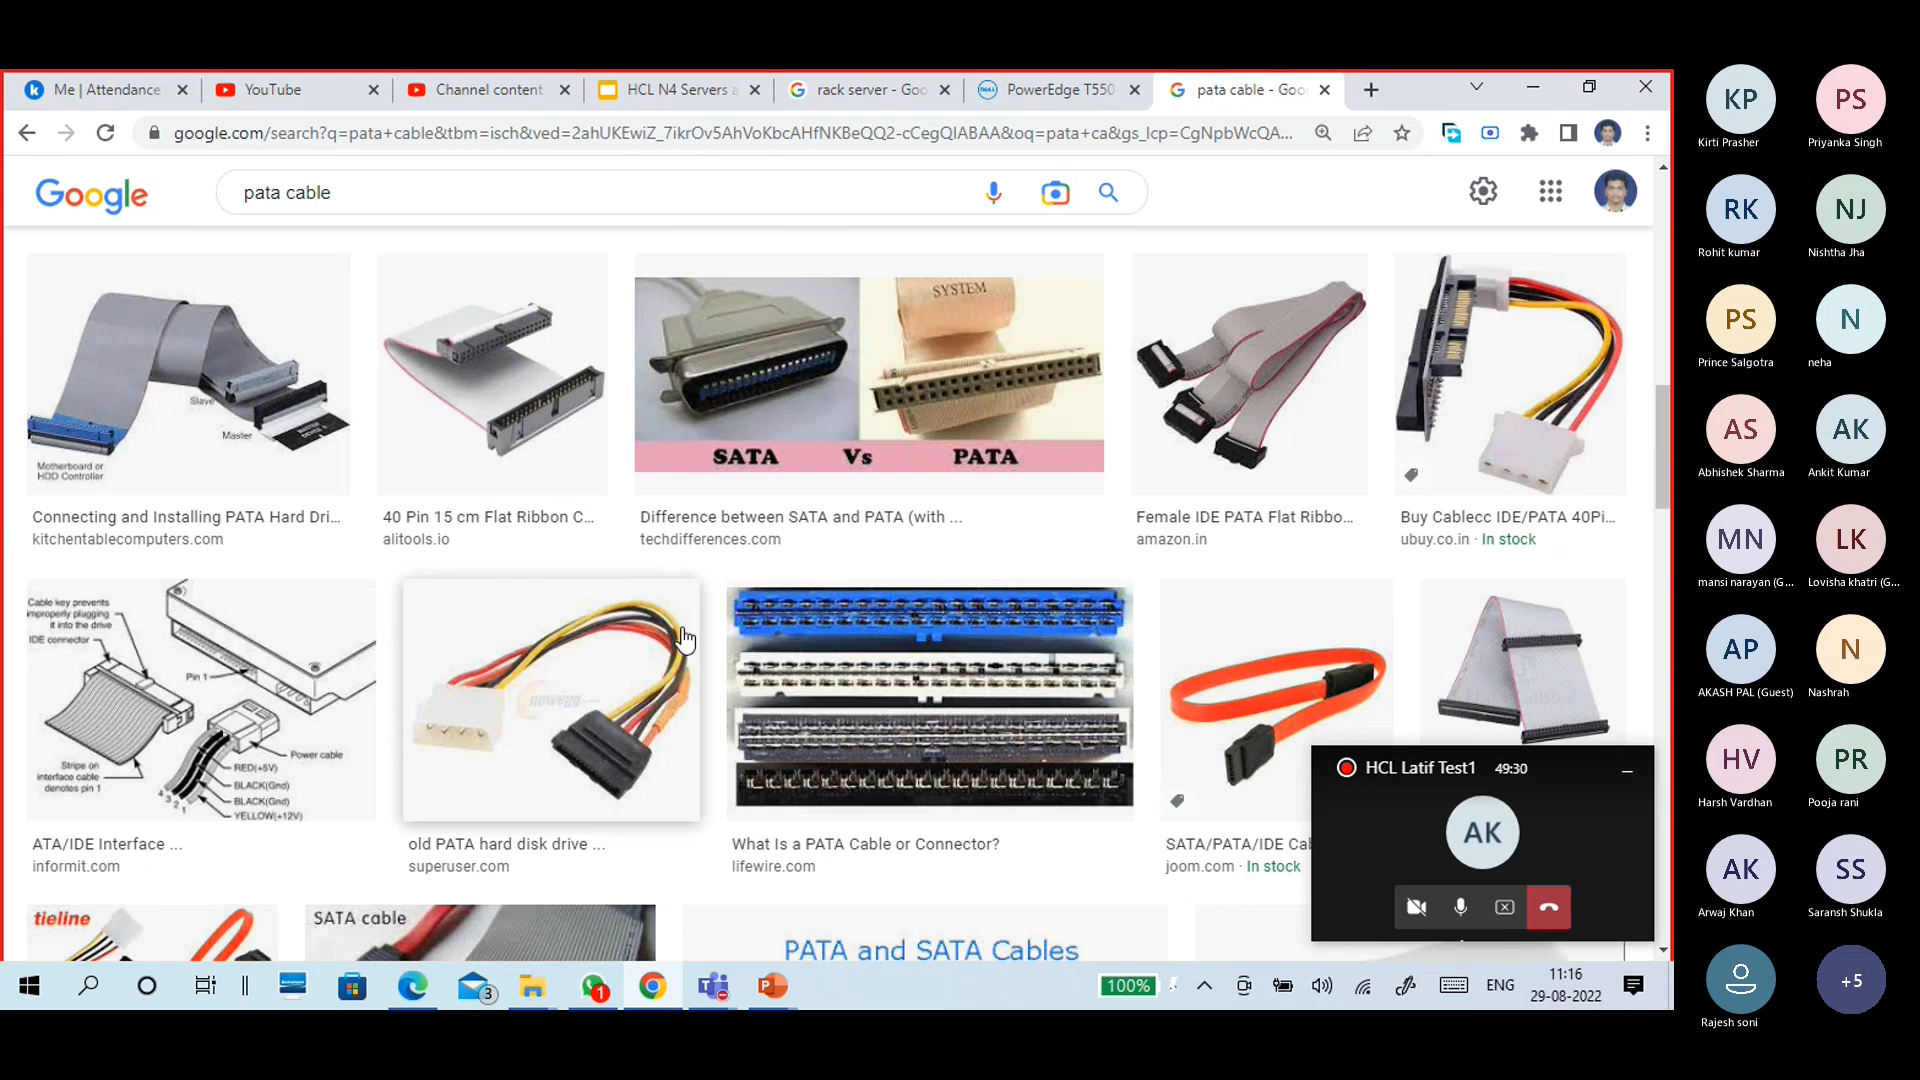 Me | Attendance
YouTube
Channel content
HCL N4 Servers a
rack server - Goo
PowerEdge T550
pata cable - Goo
google.com/search?q=pata+cable&tbm=isch&ved=2ahUKEwiZ_7ikrOv5AhVoKbcAHfNKBeQQ2-cCegQIABAA&oq=pata+ca&gs_lcp=CgNpbWcQA...
Google
pata cable
Slave
Master
Motherboard or
HDD Controller
SYSTEM
SATA Vs PATA
Connecting and Installing PATA Hard Dri...
kitchentablecomputers.com
40 Pin 15 cm Flat Ribbon C...
alitools.io
Difference between SATA and PATA (with ...
techdifferences.com
Female IDE PATA Flat Ribbo...
amazon.in
Buy Cablecc IDE/PATA 40Pi...
ubuy.co.in · In stock
Cable key prevents
improperly plugging
it into the drive
IDE connector
Pin 1
Stripe on
interface cable
denotes pin 1
Power cable
RED(+5V)
BLACK(Gnd)
BLACK(Gnd)
YELLOW(+12V)
4 3 2 1
newegg
ATA/IDE Interface ...
informit.com
old PATA hard disk drive ...
superuser.com
What Is a PATA Cable or Connector?
lifewire.com
SATA/PATA/IDE Cab
joom.com · In stock
tieline
SATA cable
PATA and SATA Cables
HCL Latif Test1 49:30
AK
3
1
100%
ENG
11:16
29-08-2022
KP
Kirti Prasher
PS
Priyanka Singh
RK
Rohit kumar
NJ
Nishtha Jha
PS
Prince Salgotra
N
neha
AS
Abhishek Sharma
AK
Ankit Kumar
MN
mansi narayan (G...
LK
Lovisha khatri (G...
AP
AKASH PAL (Guest)
N
Nashrah
HV
Harsh Vardhan
PR
Pooja rani
AK
Arwaj Khan
SS
Saransh Shukla
Rajesh soni
+5